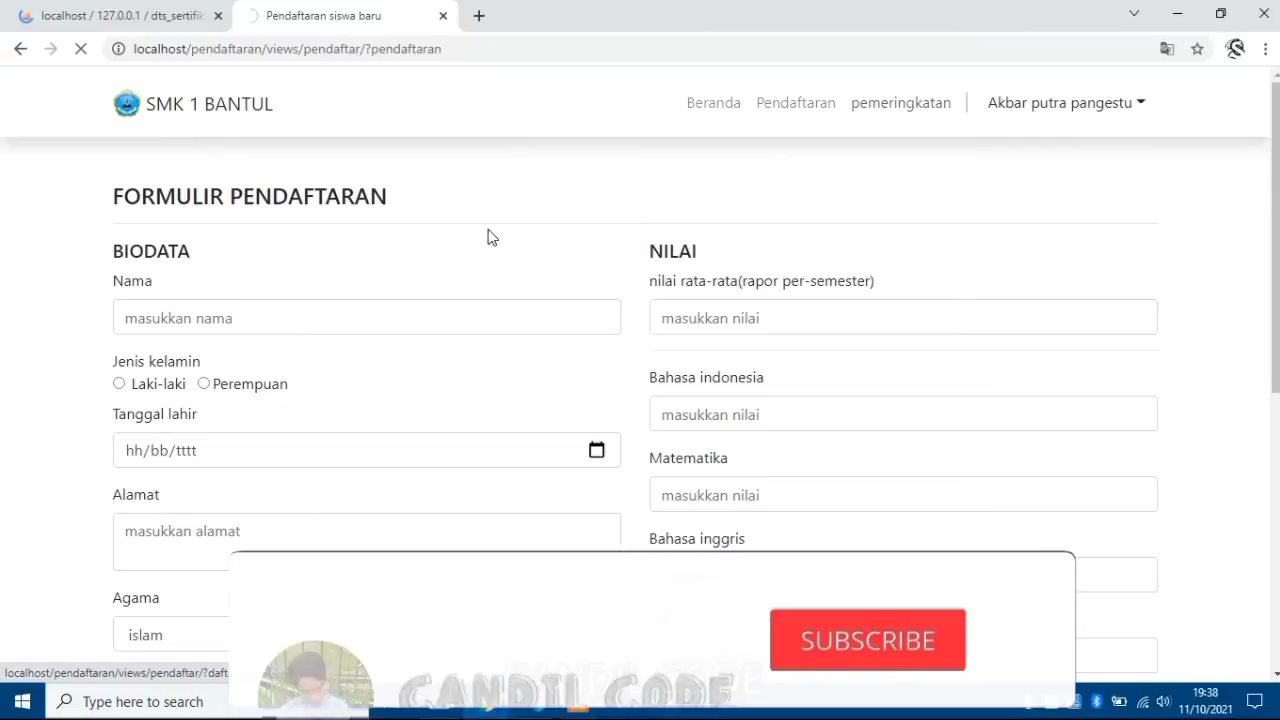 localhost / 127.0.0.1 / dts_sertifik
Pendaftaran siswa baru
localhost/pendaftaran/views/pendaftar/?pendaftaran
SMK 1 BANTUL
Beranda
Pendaftaran
pemeringkatan
Akbar putra pangestu
FORMULIR PENDAFTARAN
BIODATA
Nama
masukkan nama
Jenis kelamin
Laki-laki
Perempuan
Tanggal lahir
hh/bb/tttt
Alamat
masukkan alamat
Agama
islam
NILAI
nilai rata-rata(rapor per-semester)
masukkan nilai
Bahasa indonesia
masukkan nilai
Matematika
masukkan nilai
Bahasa inggris
SUBSCRIBE
CANDIL CODE
localhost/pendaftaran/views/pendaftar/?dafta
Type here to search
19:38
11/10/2021